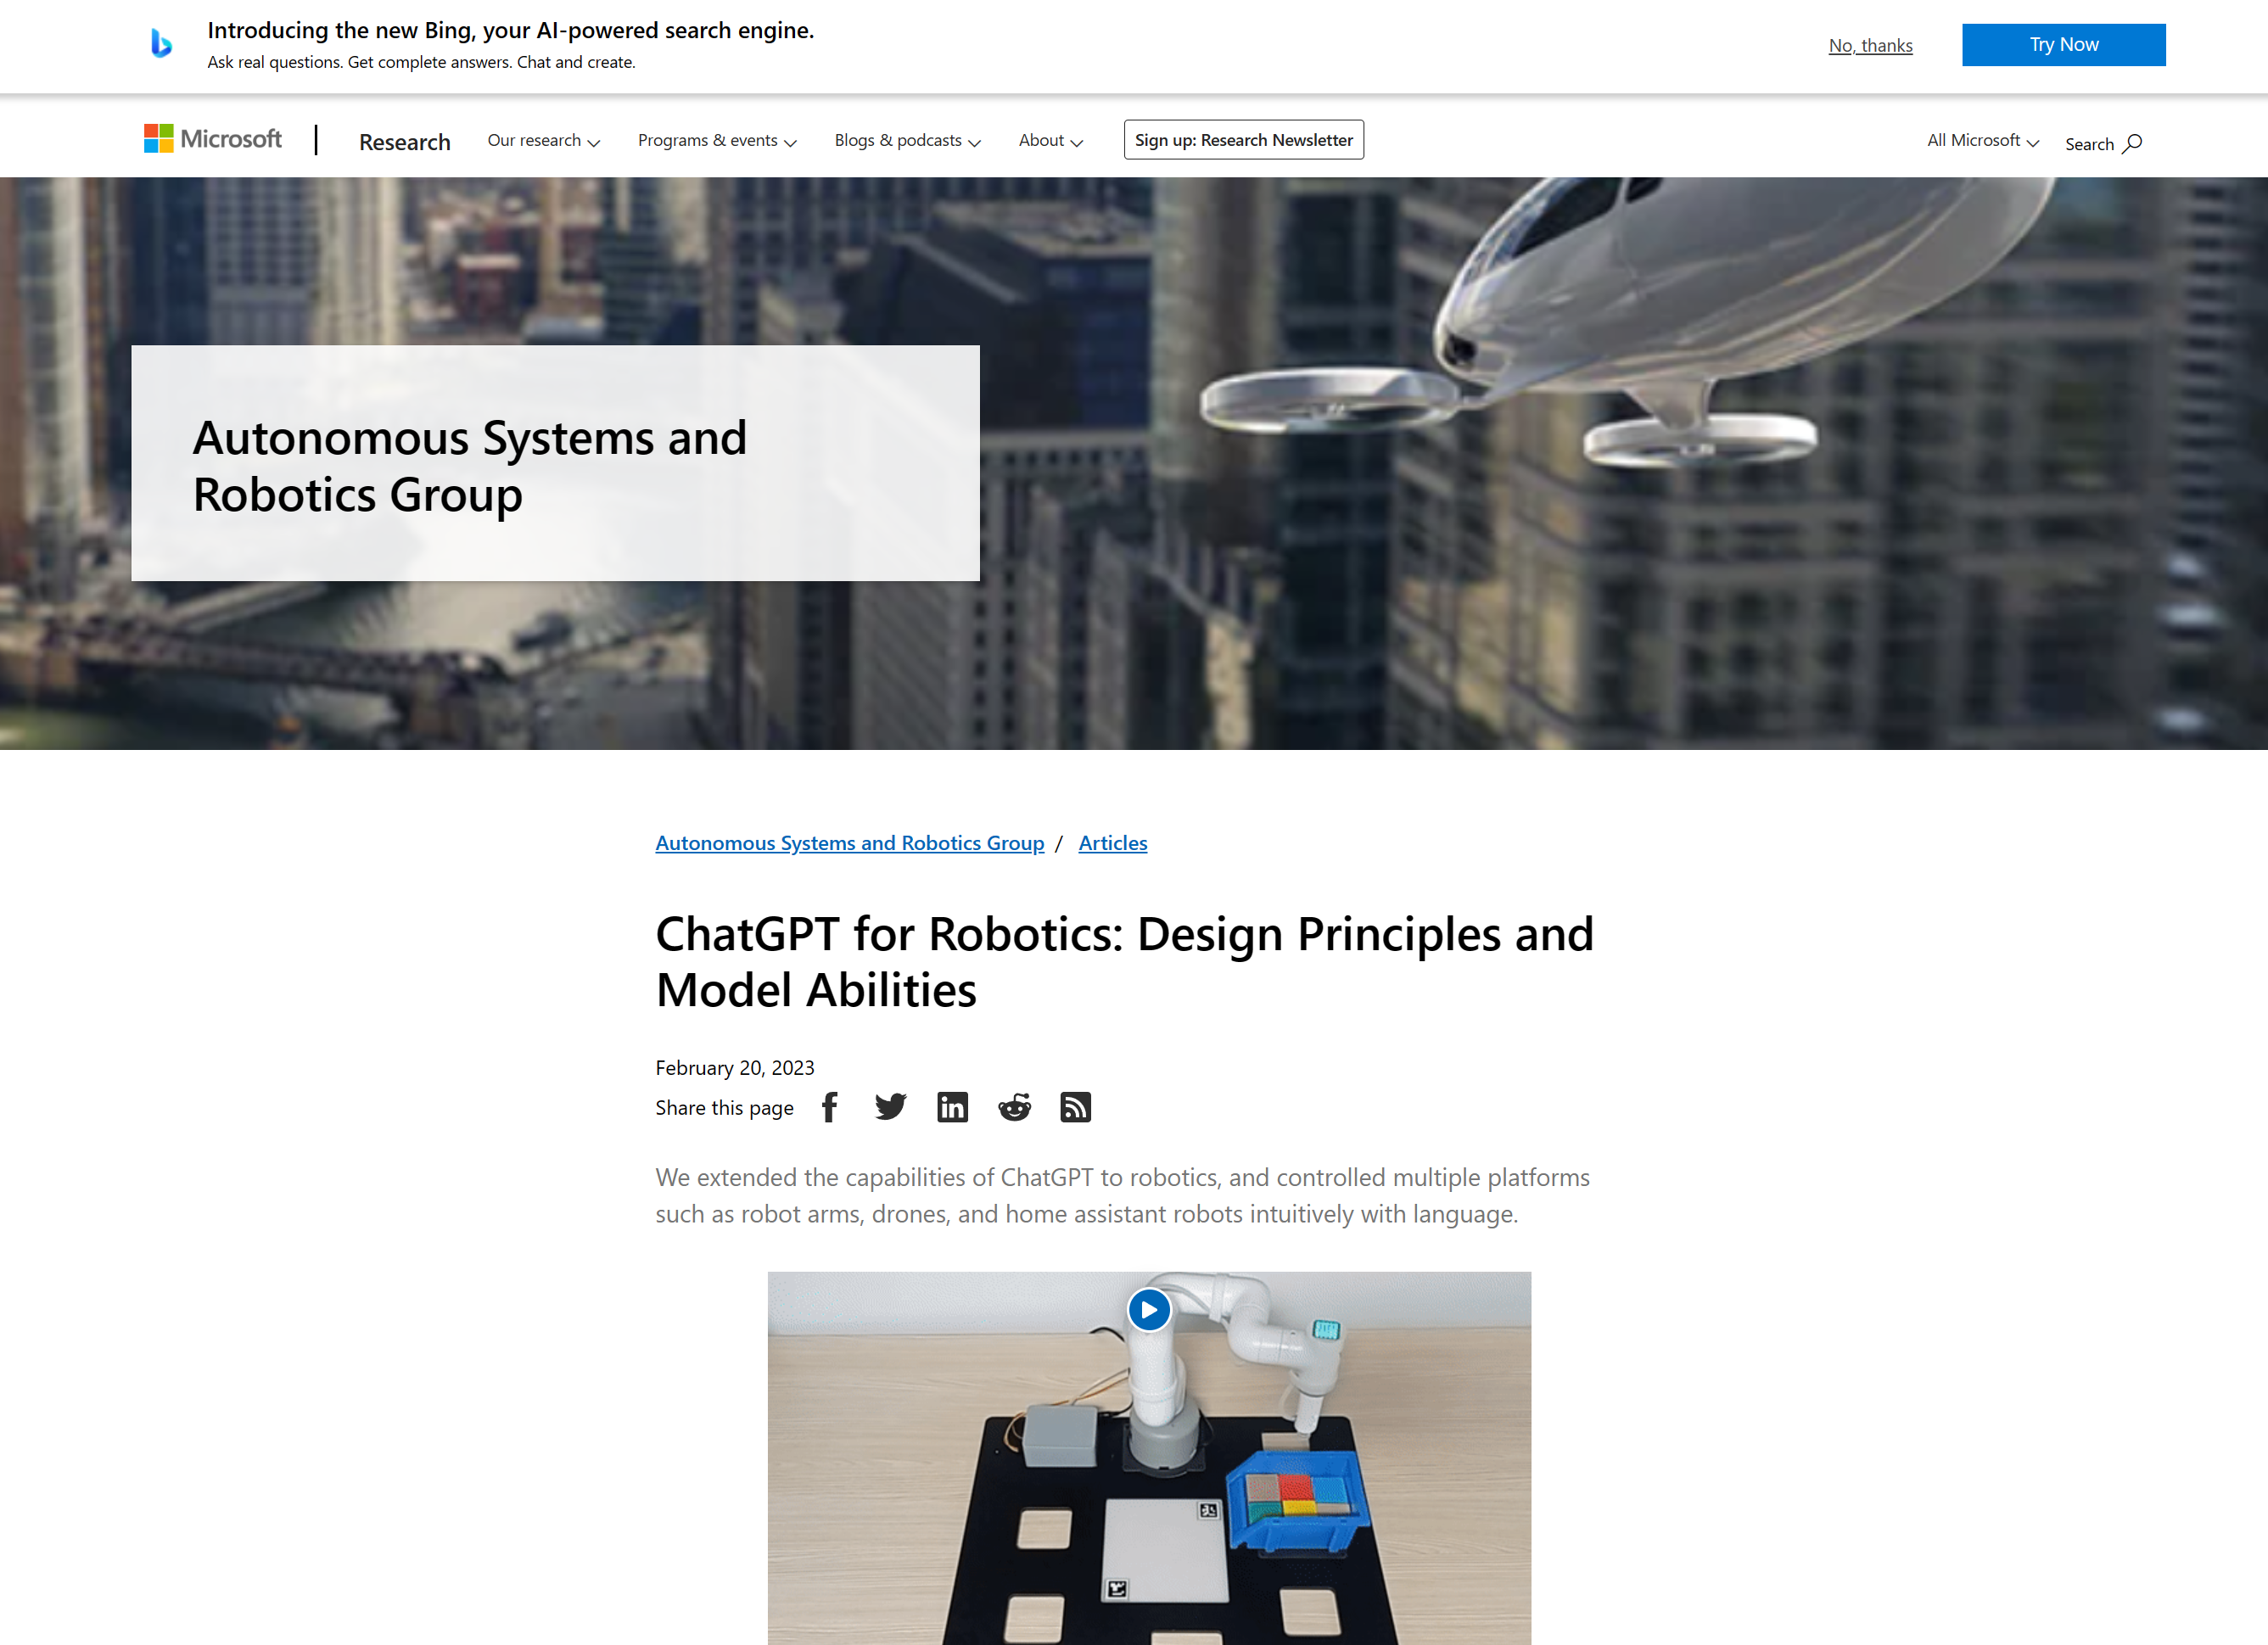 Introducing the new Bing, your AI-powered search engine.
Ask real questions. Get complete answers. Chat and create.
No, thanks
Try Now
Microsoft
Research
Our research
Programs & events
Blogs & podcasts
About
Sign up: Research Newsletter
All Microsoft
Search
Autonomous Systems and
Robotics Group
Autonomous Systems and Robotics Group / Articles
ChatGPT for Robotics: Design Principles and
Model Abilities
February 20, 2023
Share this page
We extended the capabilities of ChatGPT to robotics, and controlled multiple platforms
such as robot arms, drones, and home assistant robots intuitively with language.